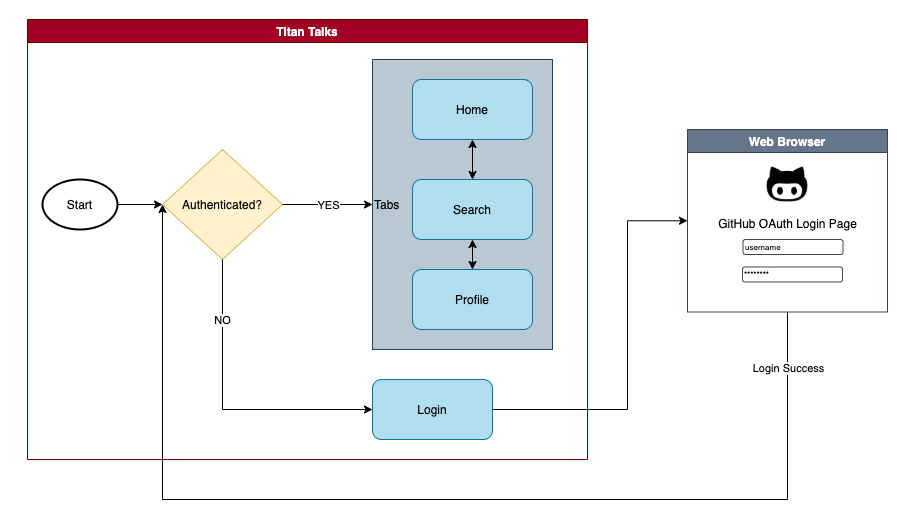 Titan Talks
Home
Web Browser
Start
Authenticated?
YES
Tabs
Search
GitHub OAuth Login Page
username
********
Profile
NO
Login Success
Login